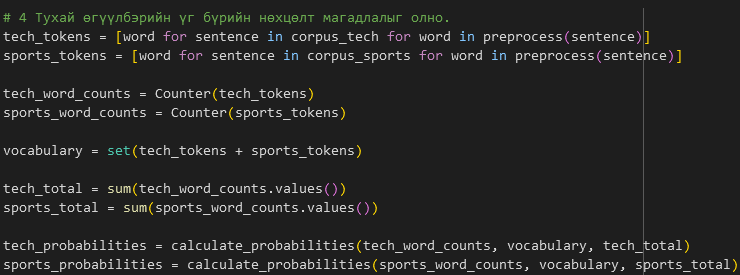 # 4 Тухай өгүүлбэрийн үг бүрийн нөхцөлт магадлалыг олно.
tech_tokens = [word for sentence in corpus_tech for word in preprocess(sentence)]
sports_tokens = [word for sentence in corpus_sports for word in preprocess(sentence)]
tech_word_counts = Counter(tech_tokens)
sports_word_counts = Counter(sports_tokens)
vocabulary = set(tech_tokens + sports_tokens)
tech_total = sum(tech_word_counts.values())
sports_total = sum(sports_word_counts.values())
tech_probabilities = calculate_probabilities(tech_word_counts, vocabulary, tech_total)
sports_probabilities = calculate_probabilities(sports_word_counts, vocabulary, sports_total)